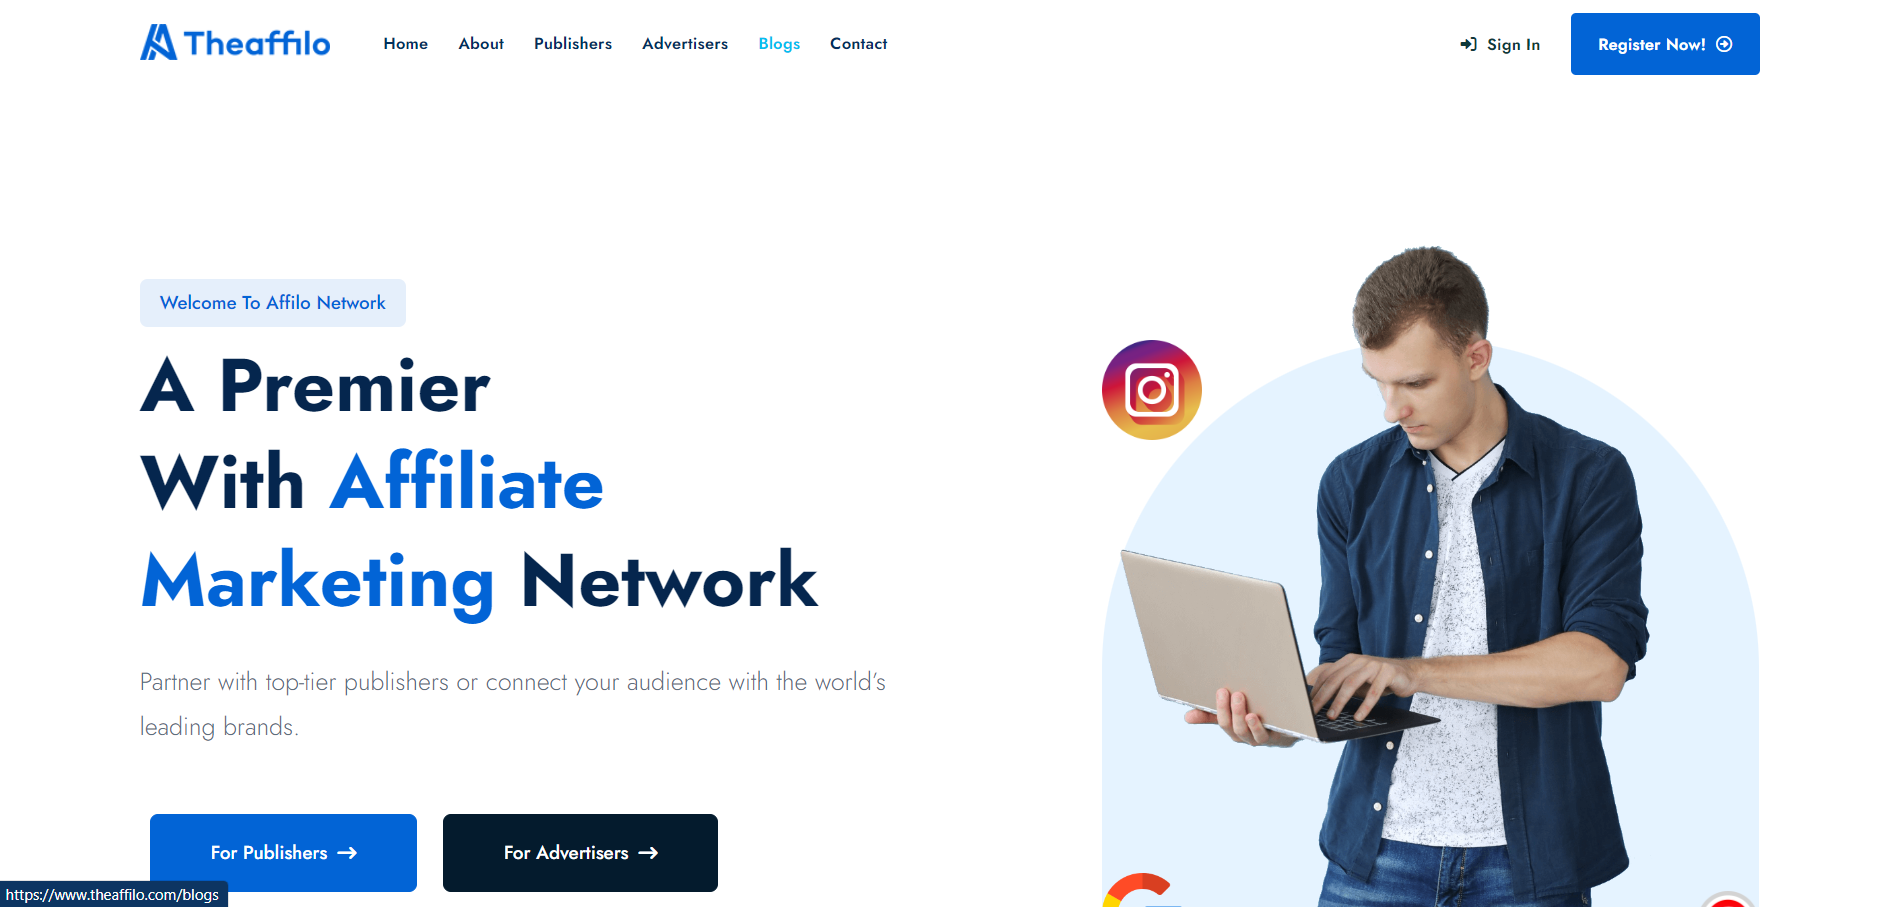 Theaffilo
Home About Publishers Advertisers Blogs Contact
Sign In
Register Now!
Welcome To Affilo Network
A Premier
With Affiliate
Marketing Network
Partner with top-tier publishers or connect your audience with the world’s
leading brands.
For Publishers
For Advertisers
https://www.theaffilo.com/blogs